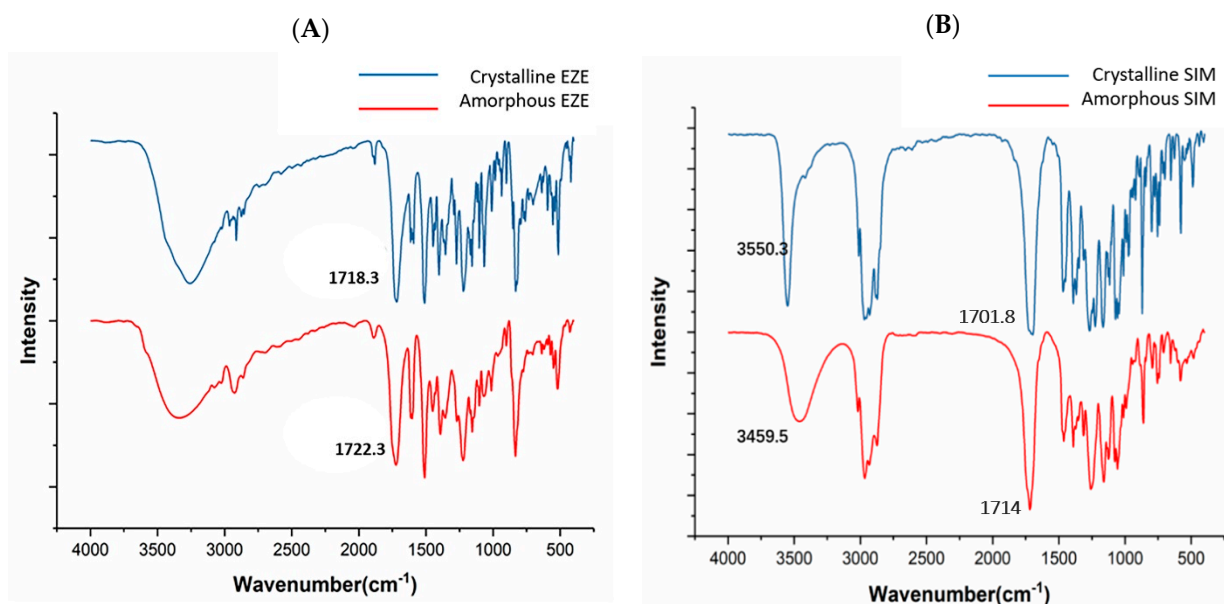 (A)
Crystalline EZE
Amorphous EZE
1718.3
1722.3
Intensity
Intensity
4000 3500 3000 2500 2000 1500 1000 500
Wavenumber(cm⁻¹)
(B)
Crystalline SIM
Amorphous SIM
3550.3
1701.8
3459.5
1714
Intensity
Intensity
4000 3500 3000 2500 2000 1500 1000 500
Wavenumber(cm⁻¹)